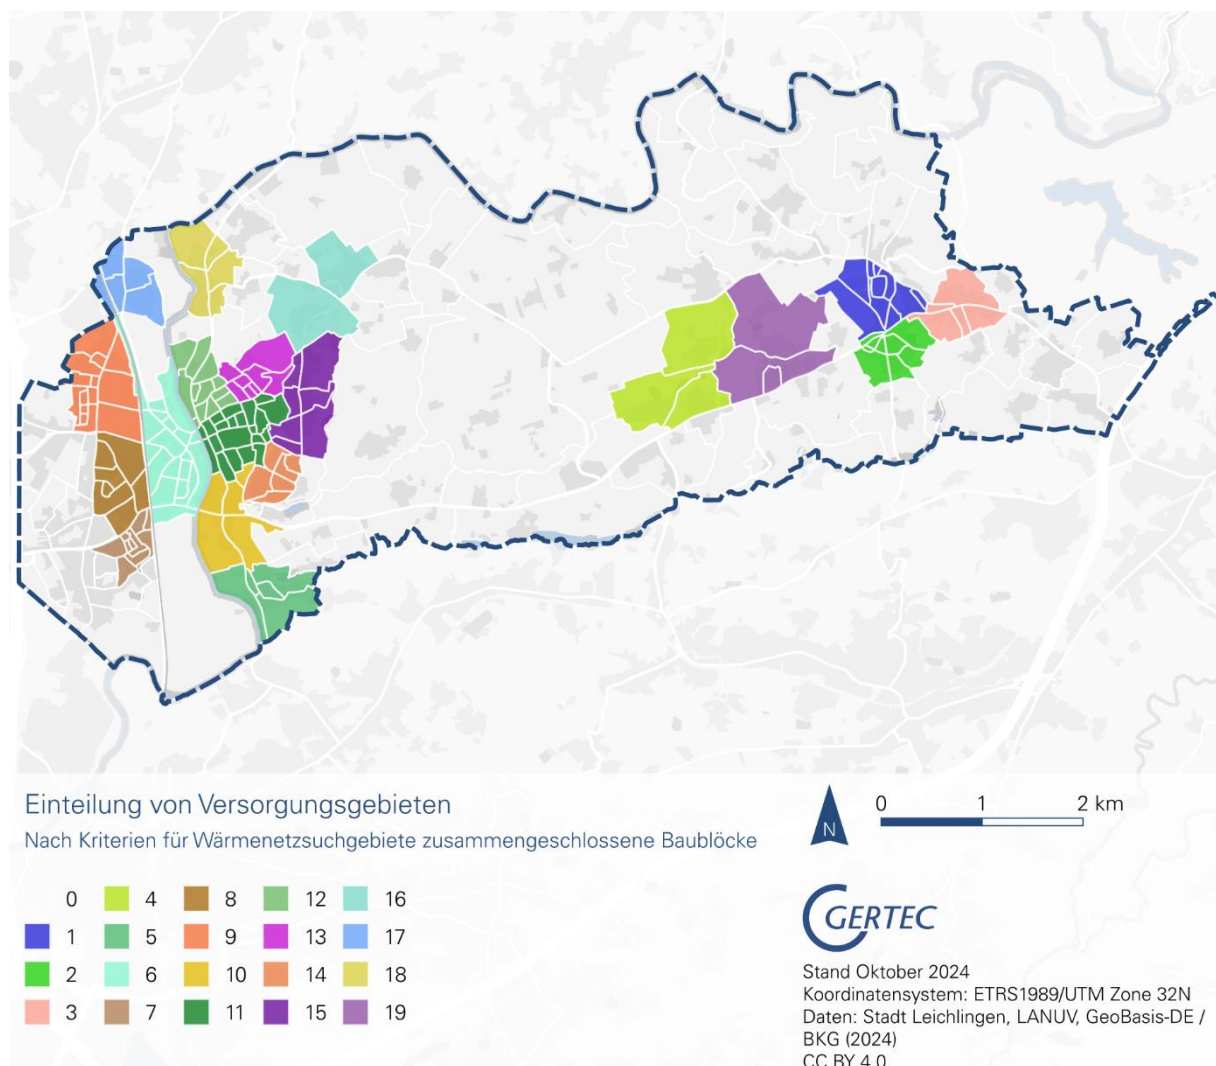 Einteilung von Versorgungsgebieten
Nach Kriterien für Wärmenetzsuchgebiete zusammengeschlossene Baublöcke
0 4 8 12 16
1 5 9 13 17
2 6 10 14 18
3 7 11 15 19
N
0 1 2 km
GERTEC
Stand Oktober 2024
Koordinatensystem: ETRS1989/UTM Zone 32N
Daten: Stadt Leichlingen, LANUV, GeoBasis-DE /
BKG (2024)
CC BY 4.0